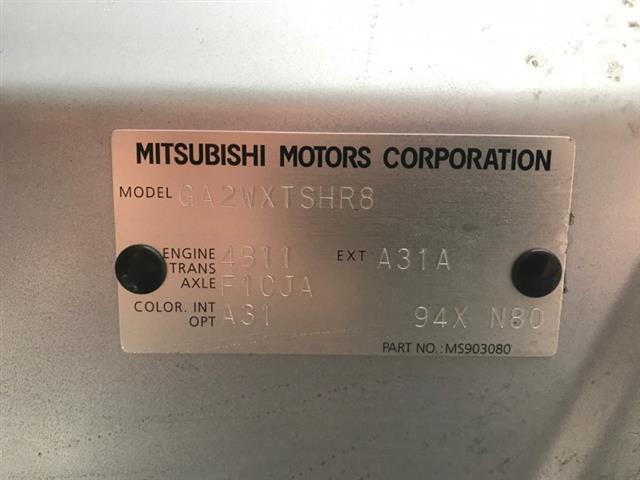 MITSUBISHI MOTORS CORPORATION
MODEL GA2WXTSHR8
ENGINE 4B11 EXT A31A
TRANS
AXLE F1CJA
COLOR. INT A31
OPT 94X N80
PART NO.: MS903080